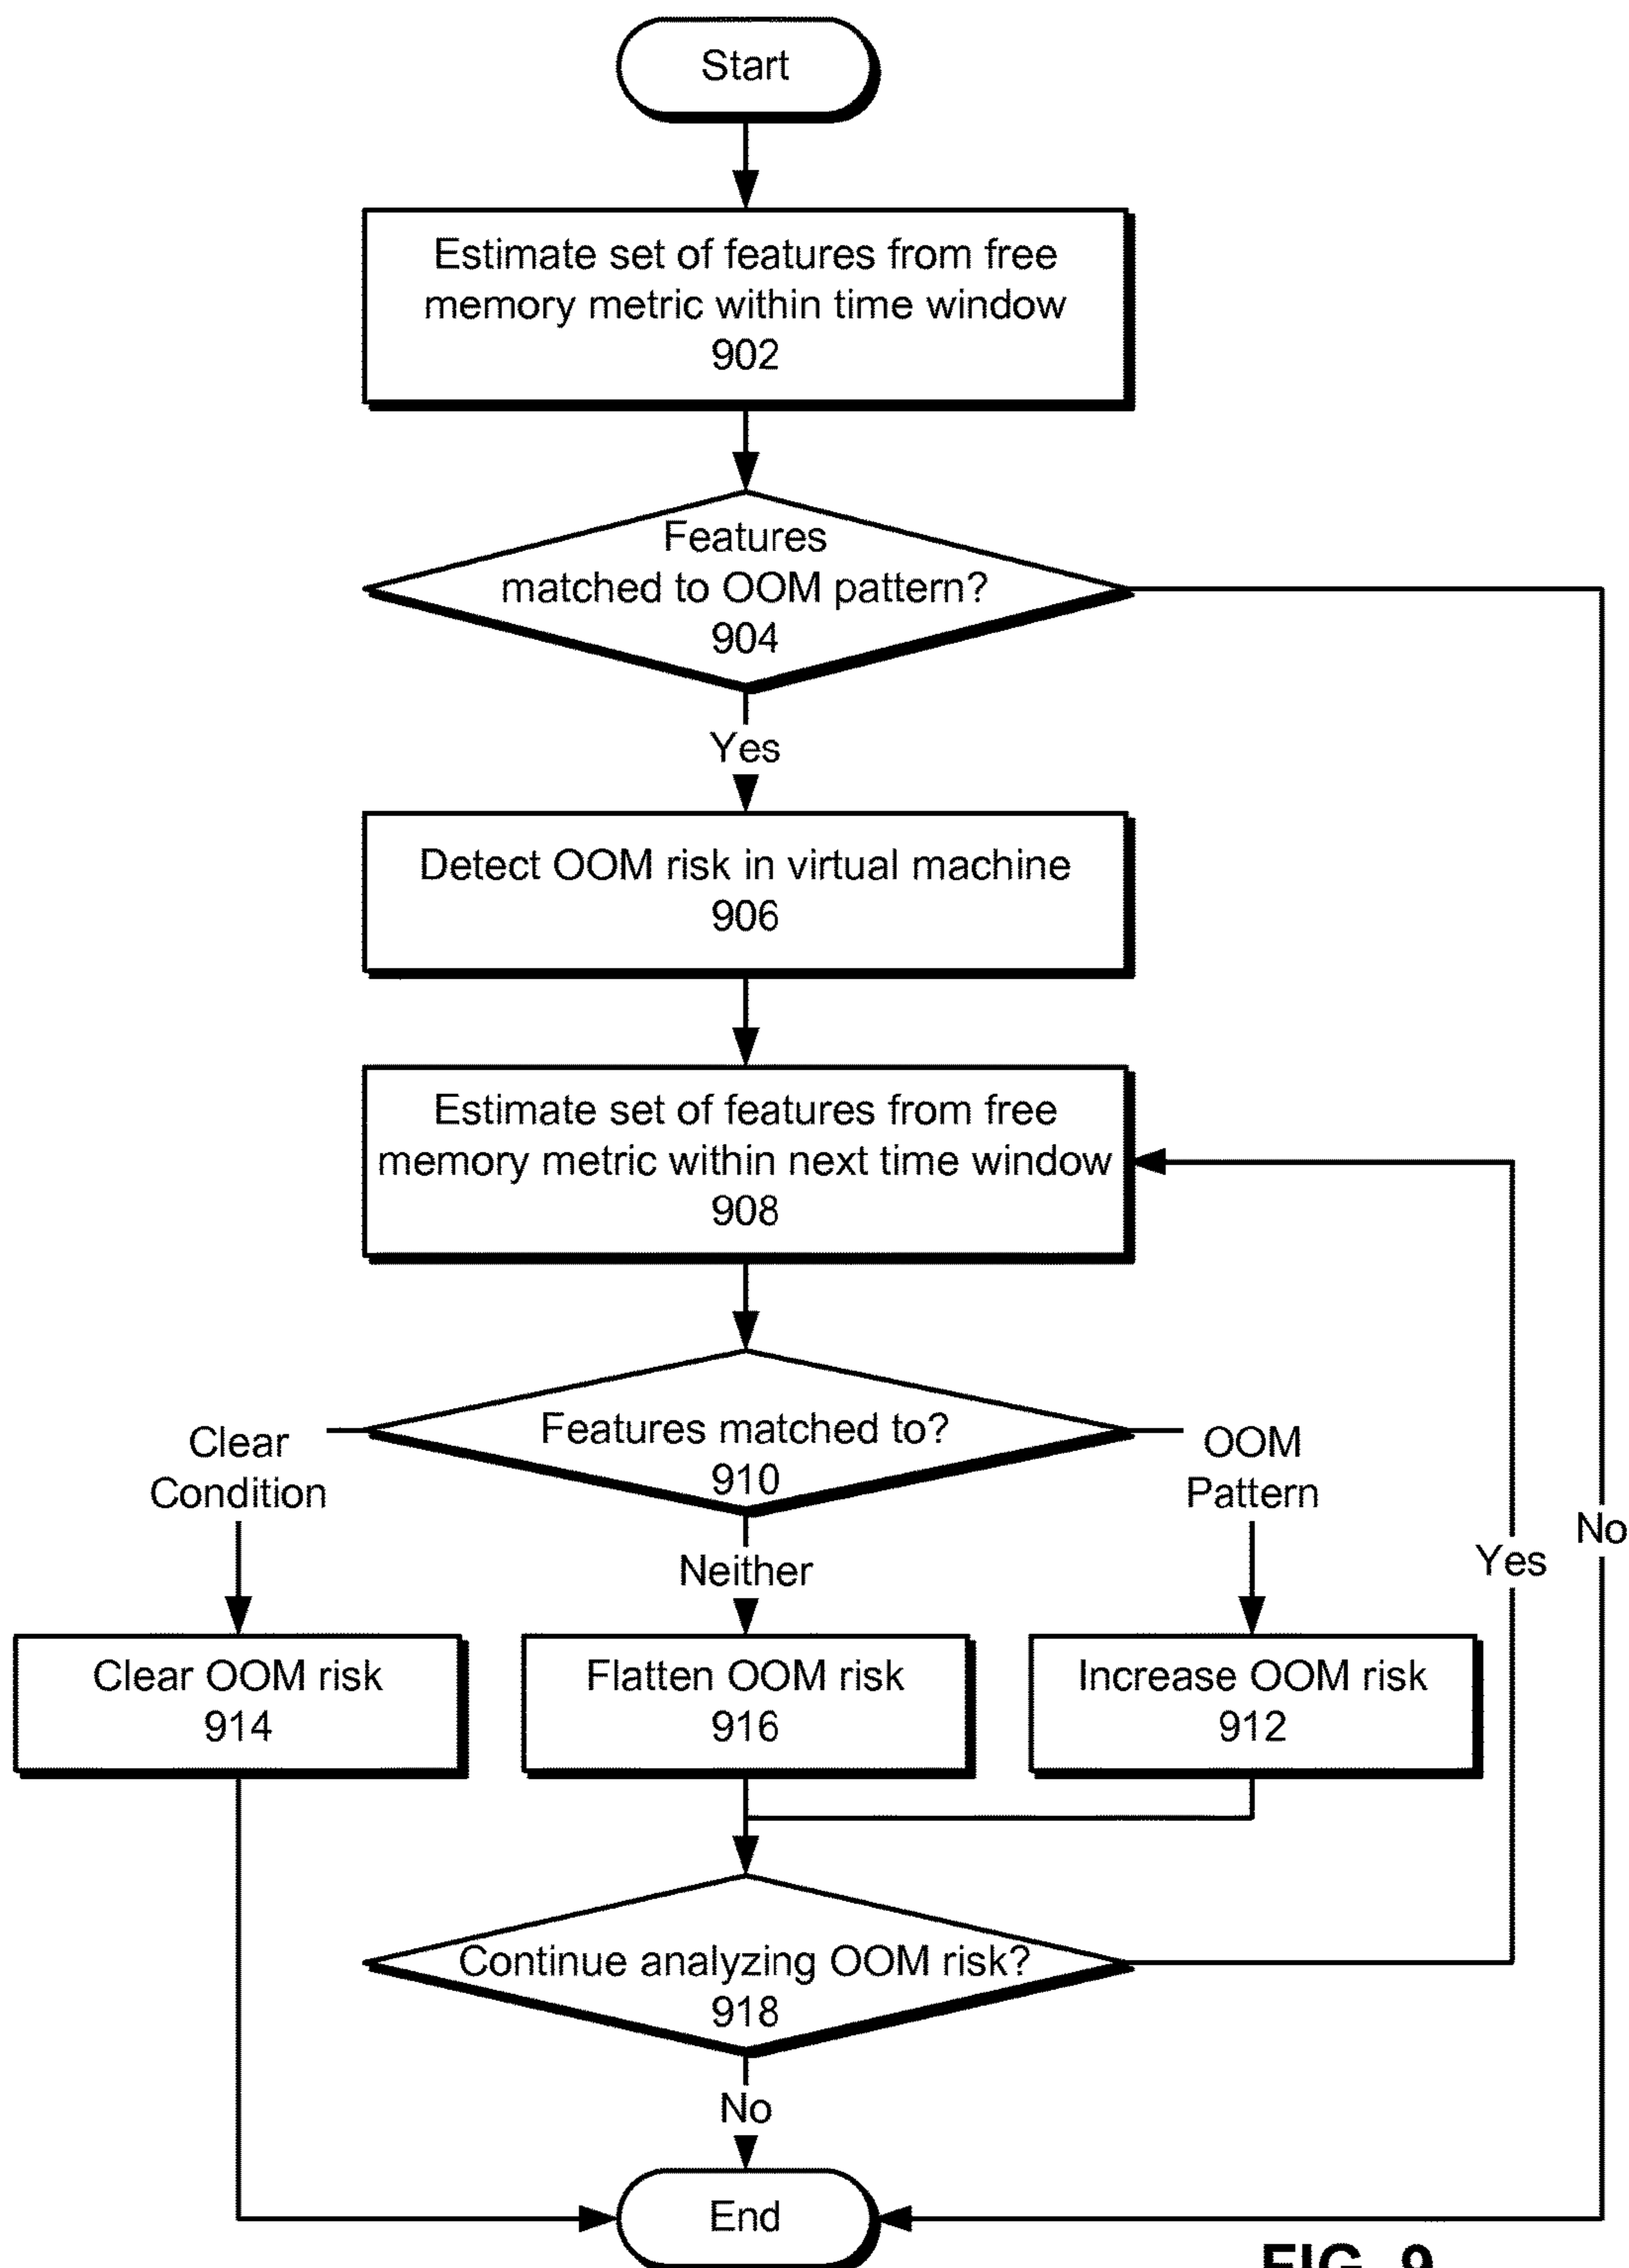 Start
Estimate set of features from free
memory metric within time window
902
Features
matched to OOM pattern?
904
Yes
Detect OOM risk in virtual machine
906
Estimate set of features from free
memory metric within next time window
908
Features matched to?
910
Clear
Condition
Neither
OOM
Pattern
Yes
No
Clear OOM risk
914
Flatten OOM risk
916
Increase OOM risk
912
Continue analyzing OOM risk?
918
No
End
FIG. 9